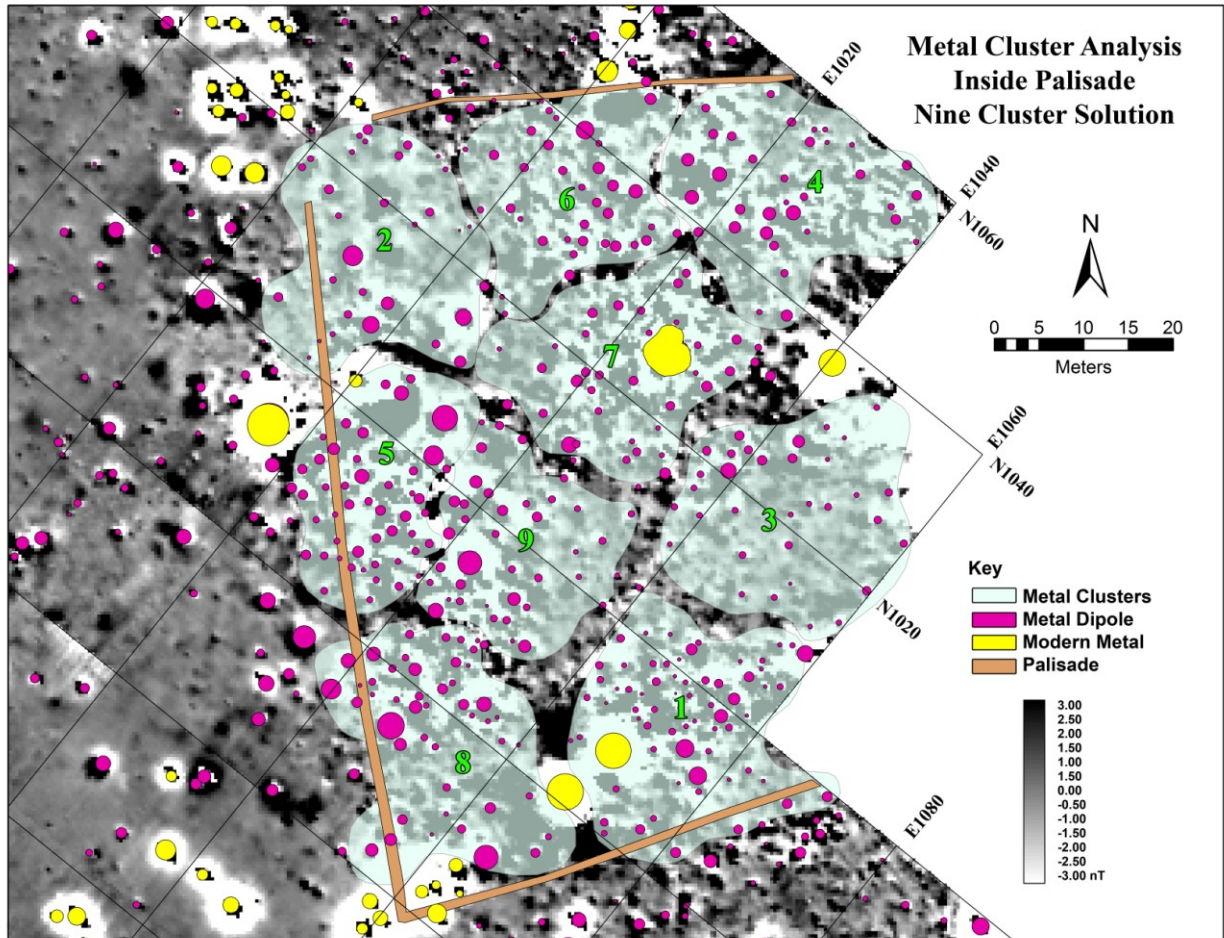 Metal Cluster Analysis
Inside Palisade
Nine Cluster Solution
E1020
E1040
N1060
N
0 5 10 15 20
Meters
E1060
N1040
N1020
E1080
1
2
3
4
5
6
7
8
9
Key
Metal Clusters
Metal Dipole
Modern Metal
Palisade
3.00
2.50
2.00
1.50
1.00
0.50
0.00
-0.50
-1.00
-1.50
-2.00
-2.50
-3.00 nT